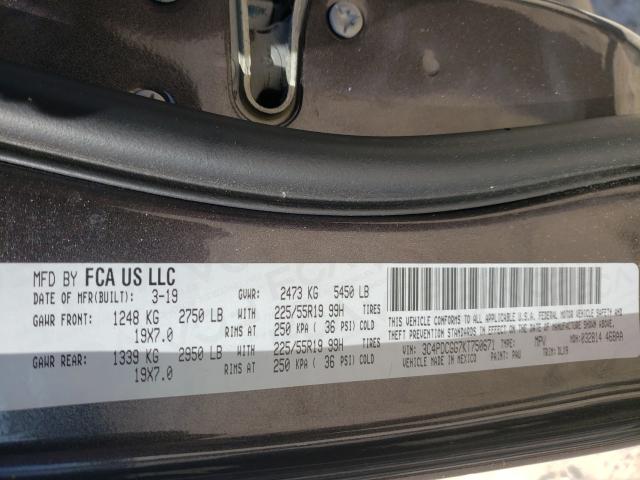 MFD BY FCA US LLC
DATE OF MFR(BUILT): 3-19 GVWR: 2473 KG 5450 LB
GAWR FRONT: 1248 KG 2750 LB WITH 225/55R19 99H
19X7.0 RIMS AT 250 KPA ( 36 PSI) COLD
GAWR REAR: 1339 KG 2950 LB WITH 225/55R19 99H
19X7.0 RIMS AT 250 KPA ( 36 PSI) COLD
THIS VEHICLE CONFORMS TO ALL APPLICABLE U.S.A. FEDERAL MOTOR VEHICLE SAFETY, BUMPER AND
THEFT PREVENTION STANDARDS IN EFFECT ON THE DATE OF MANUFACTURE SHOWN ABOVE.
VIN: 3C4PDCGG7KT750671 TYPE: MPV MDH: 032814 468AA
VEHICLE MADE IN MEXICO PAINT: PAU TRIM: DLX9